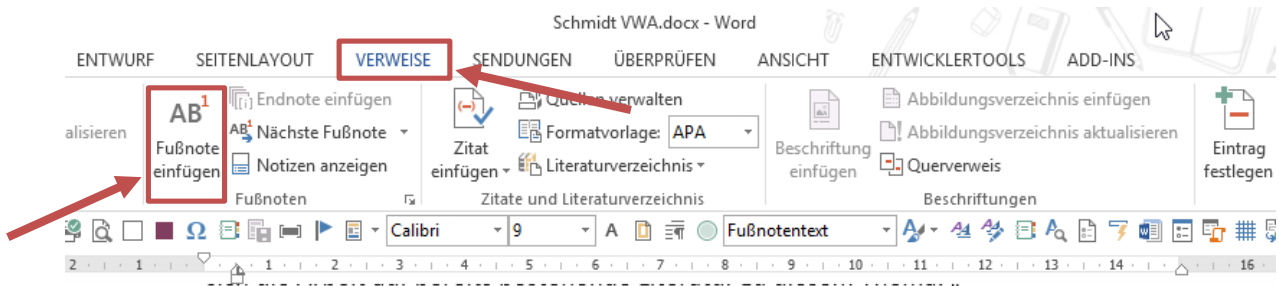 Schmidt VWA.docx - Word
ENTWURF SEITENLAYOUT VERWEISE SENDUNGEN ÜBERPRÜFEN ANSICHT ENTWICKLERTOOLS ADD-INS
alisieren
AB1
Fußnote
einfügen
Endnote einfügen
AB1 Nächste Fußnote
Notizen anzeigen
Fußnoten
Zitat
einfügen
Quellen verwalten
Formatvorlage: APA
Literaturverzeichnis
Zitate und Literaturverzeichnis
Beschriftung
einfügen
Abbildungsverzeichnis einfügen
Abbildungsverzeichnis aktualisieren
Querverweis
Beschriftungen
Eintrag
festlegen
Calibri 9 A Fußnotentext
2 1 1 2 3 4 5 6 7 8 9 10 11 12 13 14 16